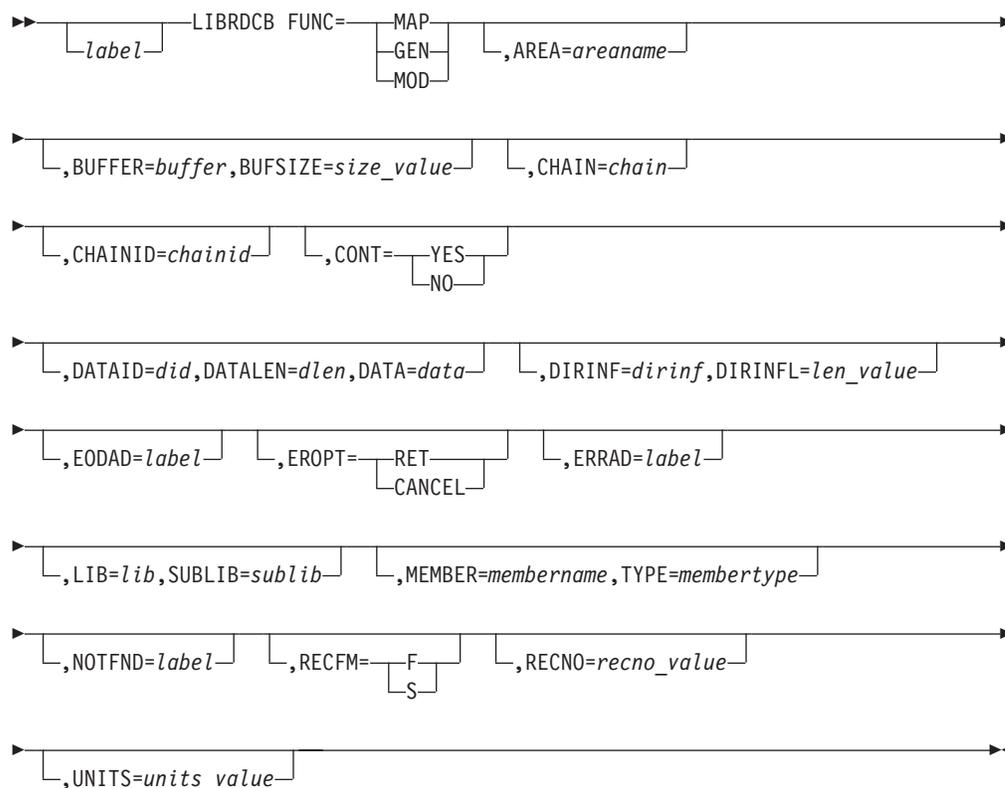 LIBRDCB FUNC= MAP ,AREA=areaname
label GEN
MOD
,BUFFER=buffer,BUFSIZE=size_value ,CHAIN=chain
,CHAINID=chainid ,CONT= YES
NO
,DATAID=did,DATALEN=dlen,DATA=data ,DIRINF=dirinf,DIRINFL=len_value
,EODAD=label ,EROPT= RET ,ERRAD=label
CANCEL
,LIB=lib,SUBLIB=sublib ,MEMBER=membername,TYPE=membertype
,NOTFND=label ,RECFM= F ,RECNO=recno_value
S
,UNITS=units value